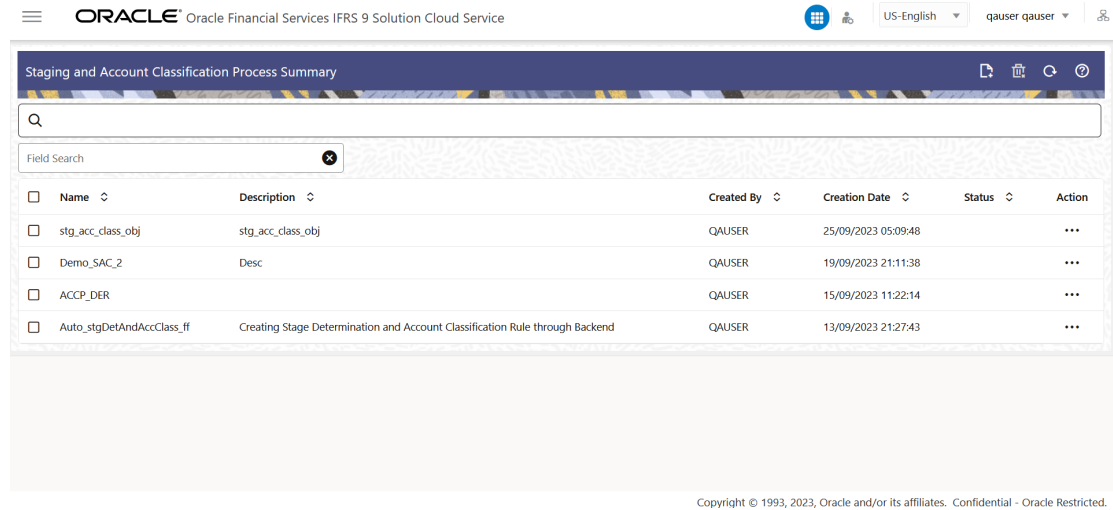 ORACLE® Oracle Financial Services IFRS 9 Solution Cloud Service US-English qauser qauser
Staging and Account Classification Process Summary
Field Search
Name Description Created By Creation Date Status Action
stg_acc_class_obj stg_acc_class_obj QAUSER 25/09/2023 05:09:48
Demo_SAC_2 Desc QAUSER 19/09/2023 21:11:38
ACCP_DER QAUSER 15/09/2023 11:22:14
Auto_stgDetAndAccClass_ff Creating Stage Determination and Account Classification Rule through Backend QAUSER 13/09/2023 21:27:43
Copyright © 1993, 2023, Oracle and/or its affiliates. Confidential - Oracle Restricted.